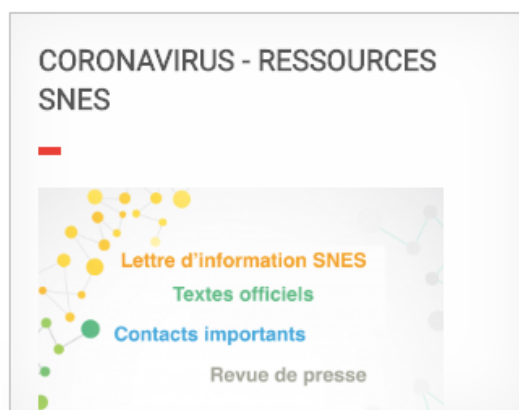 CORONAVIRUS - RESSOURCES
SNES
Lettre d'information SNES
Textes officiels
Contacts importants
Revue de presse